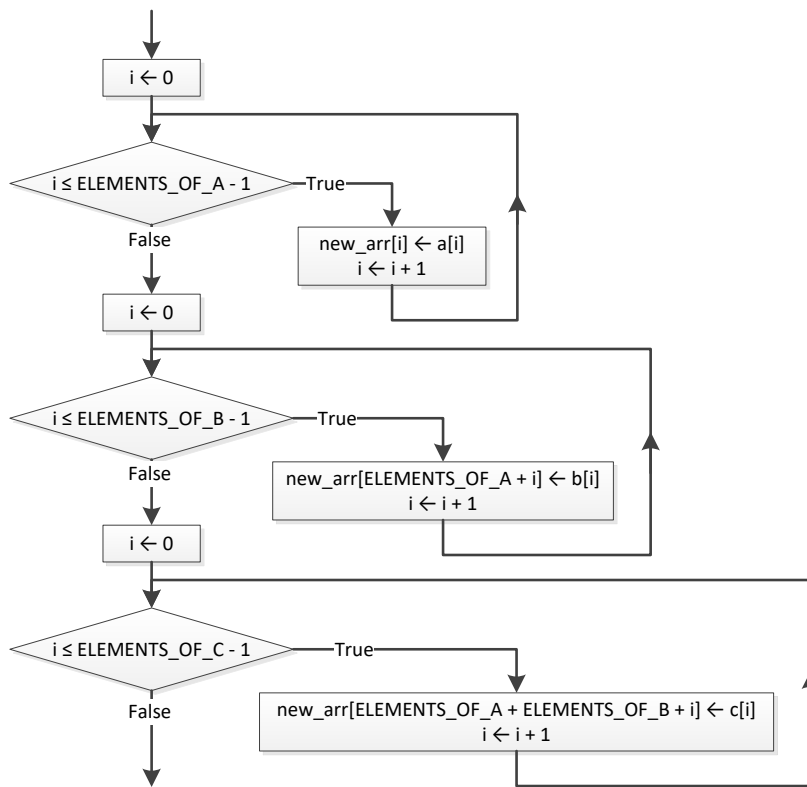 i ← 0
i ≤ ELEMENTS_OF_A - 1
True
False
new_arr[i] ← a[i]
i ← i + 1
i ← 0
i ≤ ELEMENTS_OF_B - 1
True
False
new_arr[ELEMENTS_OF_A + i] ← b[i]
i ← i + 1
i ← 0
i ≤ ELEMENTS_OF_C - 1
True
False
new_arr[ELEMENTS_OF_A + ELEMENTS_OF_B + i] ← c[i]
i ← i + 1